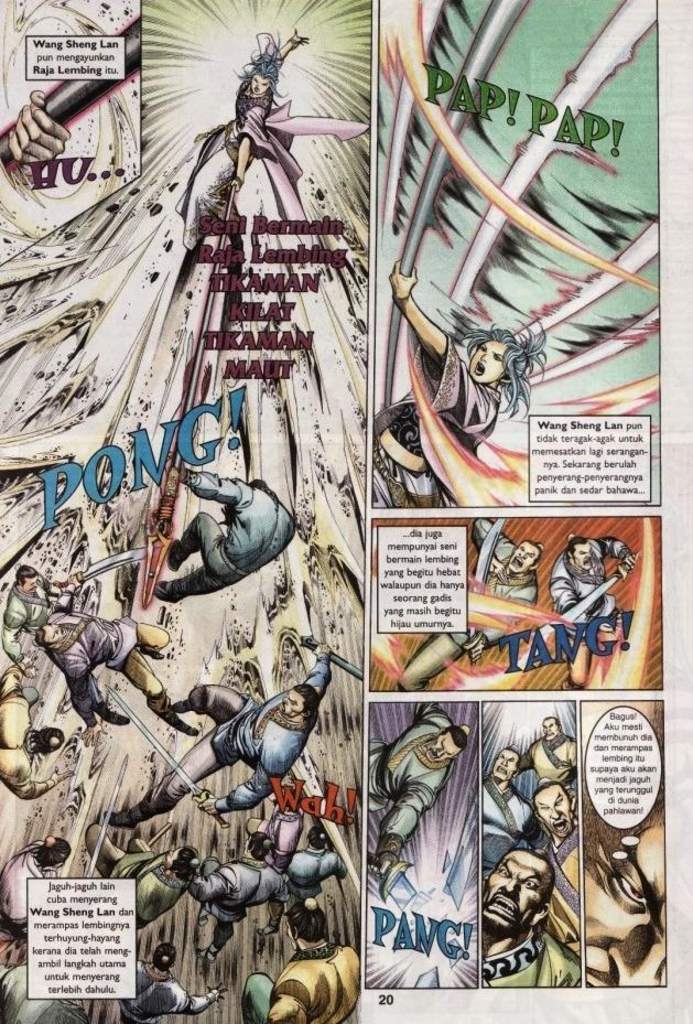 Wang Sheng Lan
pun mengayunkan
Raja Lembing itu.
HU...
Seni Bermain
Raja Lembing
TIKAMAN
KILAT
TIKAMAN
MAUT
PONG!
Wah!
Jaguh-jaguh lain
cuba menyerang
Wang Sheng Lan dan
merampas lembingnya
terhuyung-hayang
kerana dia telah meng-
ambil langkah utama
untuk menyerang
terlebih dahulu.
PAP! PAP!
Wang Sheng Lan pun
tidak teragak-agak untuk
memesatkan lagi serangan-
nya. Sekarang berulah
penyerang-penyerang
panik dan sedar bahawa...
...dia juga
mempunyai seni
bermain lembing
yang begitu hebat
walaupun dia hanya
seorang gadis
yang masih begitu
hijau umurnya.
TANG!
PANG!
Bagus!
Aku mesti
membunuh dia
dan merampas
lembing itu
supaya aku akan
menjadi jaguh
yang terunggul
di dunia
pahlawan!
20